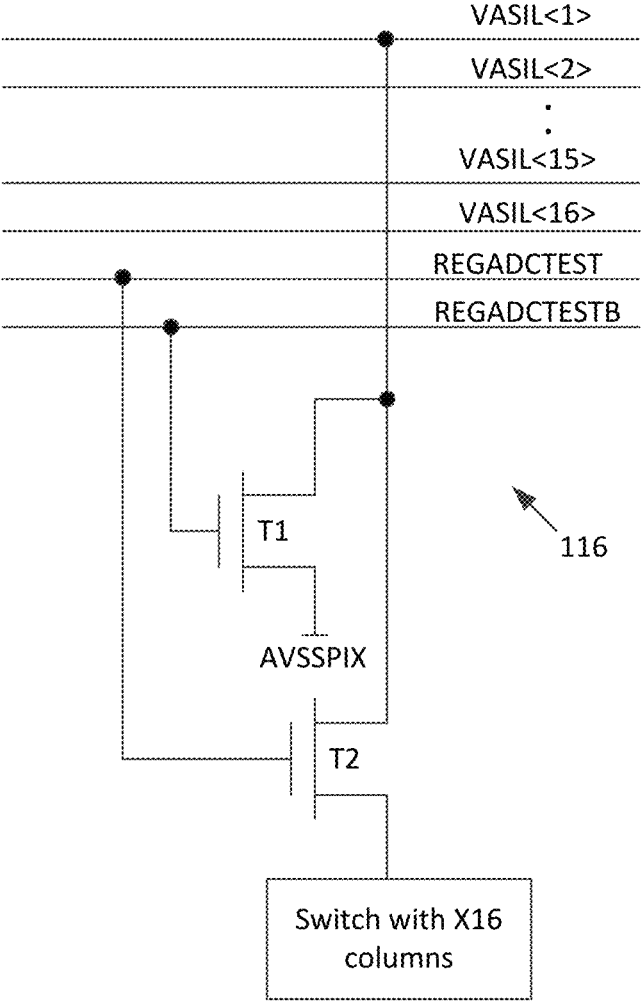 VASIL<1>
VASIL<2>
VASIL<15>
VASIL<16>
REGADCTEST
REGADCTESTB
T1
116
AVSSPIX
T2
Switch with X16
columns